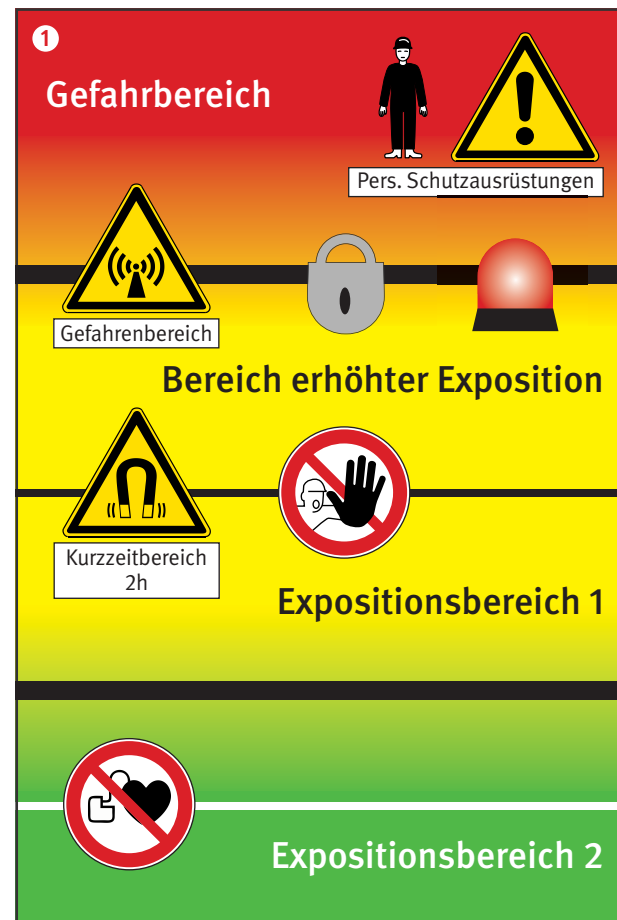 1
Gefahrbereich
Pers. Schutzausrüstungen
Gefahrenbereich
Bereich erhöhter Exposition
Kurzzeitbereich
2h
Expositionsbereich 1
Expositionsbereich 2